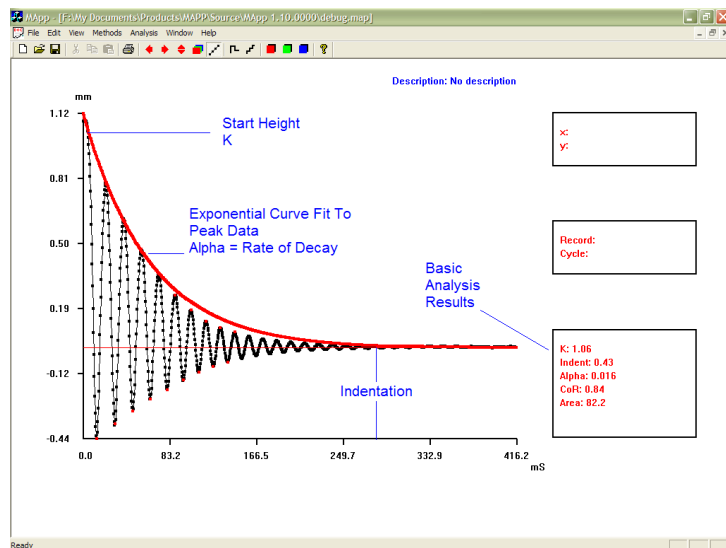 MApp - [F:\My Documents\Products\MAPP\Source\MApp 1.10.0000\debug.map]
File Edit View Methods Analysis Window Help
Description: No description
mm
1.12
0.81
0.50
0.19
-0.12
-0.44
0.0 83.2 166.5 249.7 332.9 416.2
mS
Start Height
K
Exponential Curve Fit To
Peak Data
Alpha = Rate of Decay
Basic
Analysis
Results
Indentation
x:
y:
Record:
Cycle:
K: 1.06
Indent: 0.43
Alpha: 0.016
CoR: 0.84
Area: 82.2
Ready